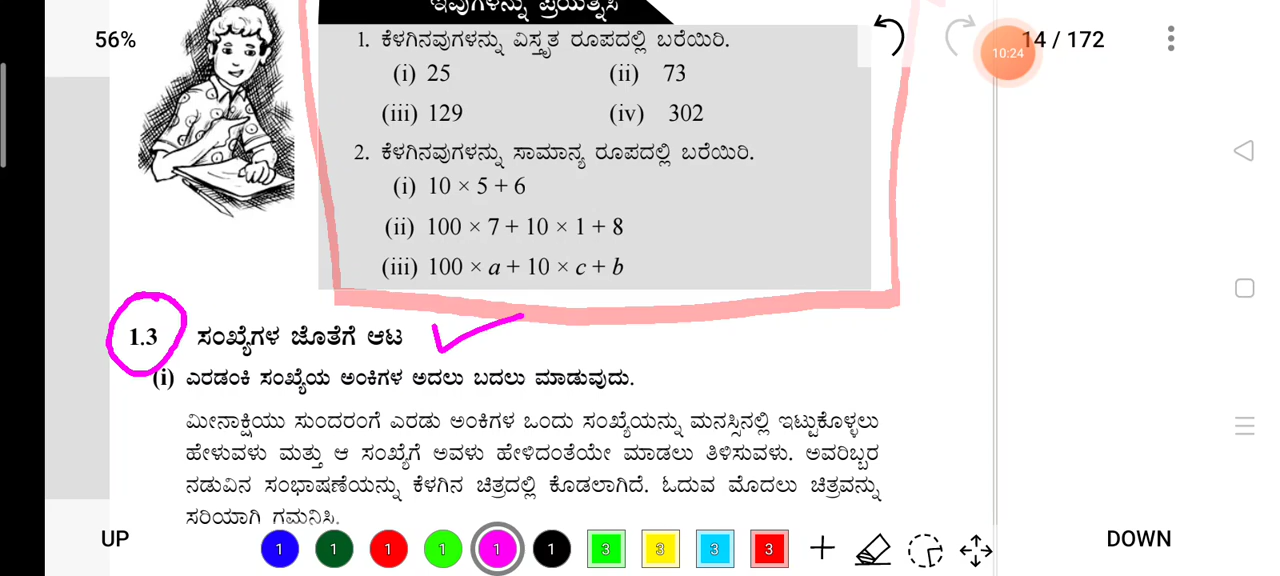 ಇವುಗಳನ್ನು ಪ್ರಯತ್ನಿಸಿ
56%
14 / 172
10:24
1. ಕೆಳಗಿನವುಗಳನ್ನು ವಿಸ್ತೃತ ರೂಪದಲ್ಲಿ ಬರೆಯಿರಿ.
(i) 25 (ii) 73
(iii) 129 (iv) 302
2. ಕೆಳಗಿನವುಗಳನ್ನು ಸಾಮಾನ್ಯ ರೂಪದಲ್ಲಿ ಬರೆಯಿರಿ.
(i) 10 × 5 + 6
(ii) 100 × 7 + 10 × 1 + 8
(iii) 100 × a + 10 × c + b
1.3 ಸಂಖ್ಯೆಗಳ ಜೊತೆಗೆ ಆಟ
(i) ಎರಡಂಕಿ ಸಂಖ್ಯೆಯ ಅಂಕಿಗಳ ಅದಲು ಬದಲು ಮಾಡುವುದು.
ಮೀನಾಕ್ಷಿಯು ಸುಂದರಂಗೆ ಎರಡು ಅಂಕಿಗಳ ಒಂದು ಸಂಖ್ಯೆಯನ್ನು ಮನಸ್ಸಿನಲ್ಲಿ ಇಟ್ಟುಕೊಳ್ಳಲು
ಹೇಳುವಳು ಮತ್ತು ಆ ಸಂಖ್ಯೆಗೆ ಅವಳು ಹೇಳಿದಂತೆಯೇ ಮಾಡಲು ತಿಳಿಸುವಳು. ಅವರಿಬ್ಬರ
ನಡುವಿನ ಸಂಭಾಷಣೆಯನ್ನು ಕೆಳಗಿನ ಚಿತ್ರದಲ್ಲಿ ಕೊಡಲಾಗಿದೆ. ಓದುವ ಮೊದಲು ಚಿತ್ರವನ್ನು
ಸರಿಯಾಗಿ ಗಮನಿಸಿ.
UP
1 1 1 1 1 1 3 3 3 3
DOWN